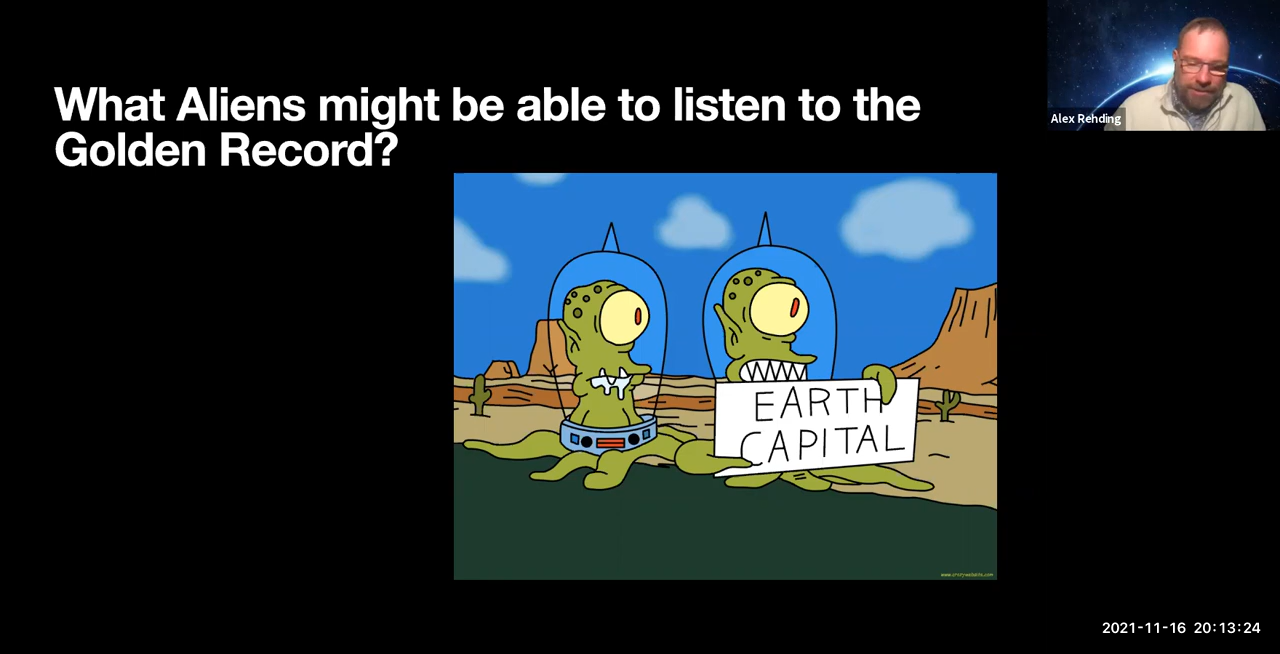 What Aliens might be able to listen to the
Golden Record?
Alex Rehding
EARTH
CAPITAL
2021-11-16 20:13:24